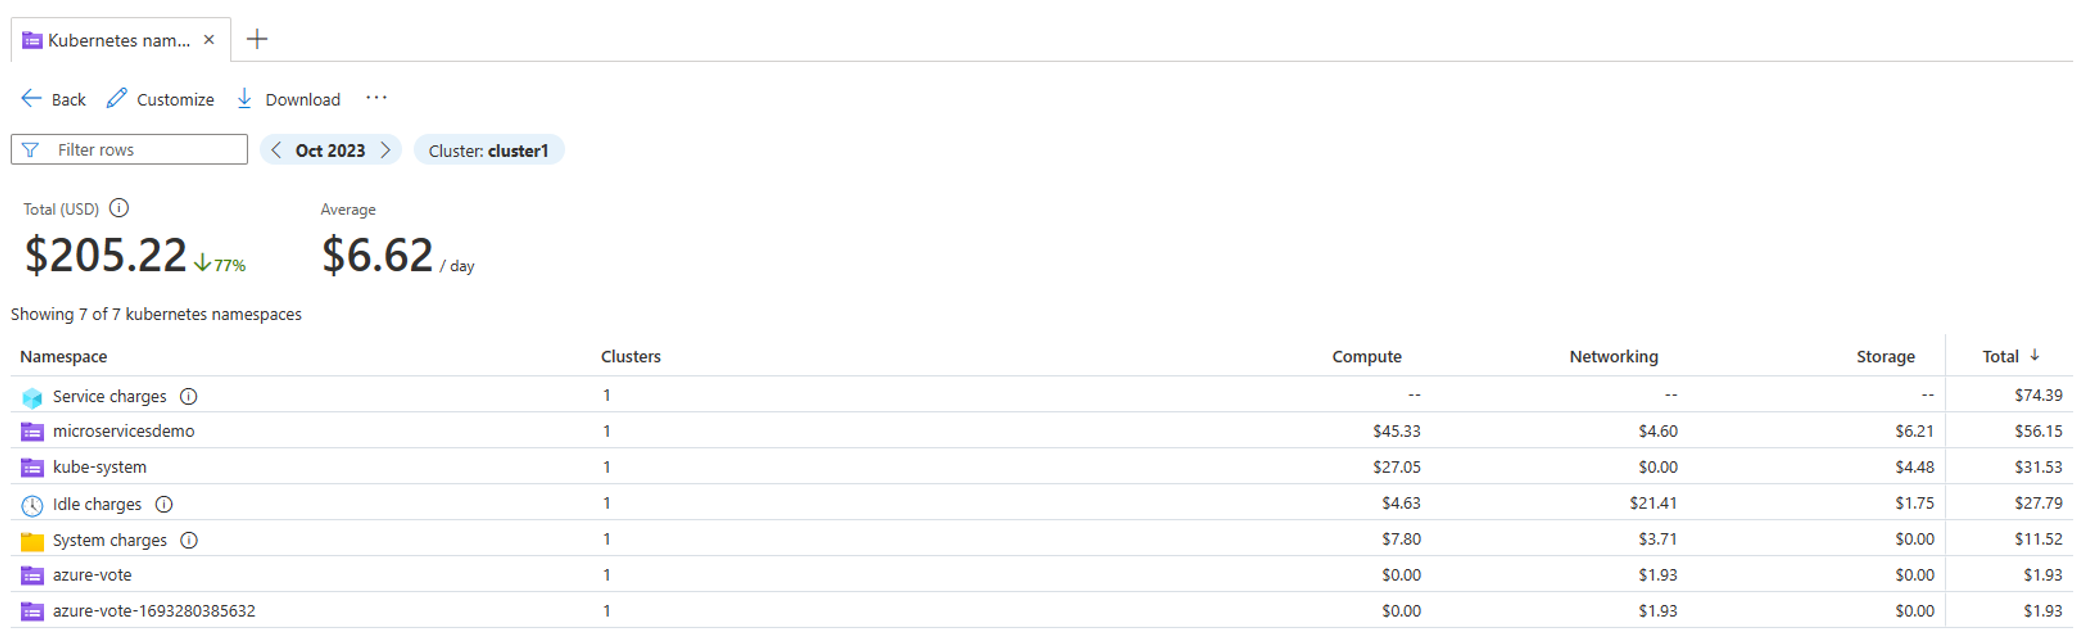 Kubernetes nam... ×
Back Customize Download ...
Filter rows Oct 2023 Cluster: cluster1
Total (USD) Average
$205.22 ↓77% $6.62 / day
Showing 7 of 7 kubernetes namespaces
Namespace Clusters Compute Networking Storage Total ↓
Service charges 1 -- -- -- $74.39
microservicesdemo 1 $45.33 $4.60 $6.21 $56.15
kube-system 1 $27.05 $0.00 $4.48 $31.53
Idle charges 1 $4.63 $21.41 $1.75 $27.79
System charges 1 $7.80 $3.71 $0.00 $11.52
azure-vote 1 $0.00 $1.93 $0.00 $1.93
azure-vote-1693280385632 1 $0.00 $1.93 $0.00 $1.93